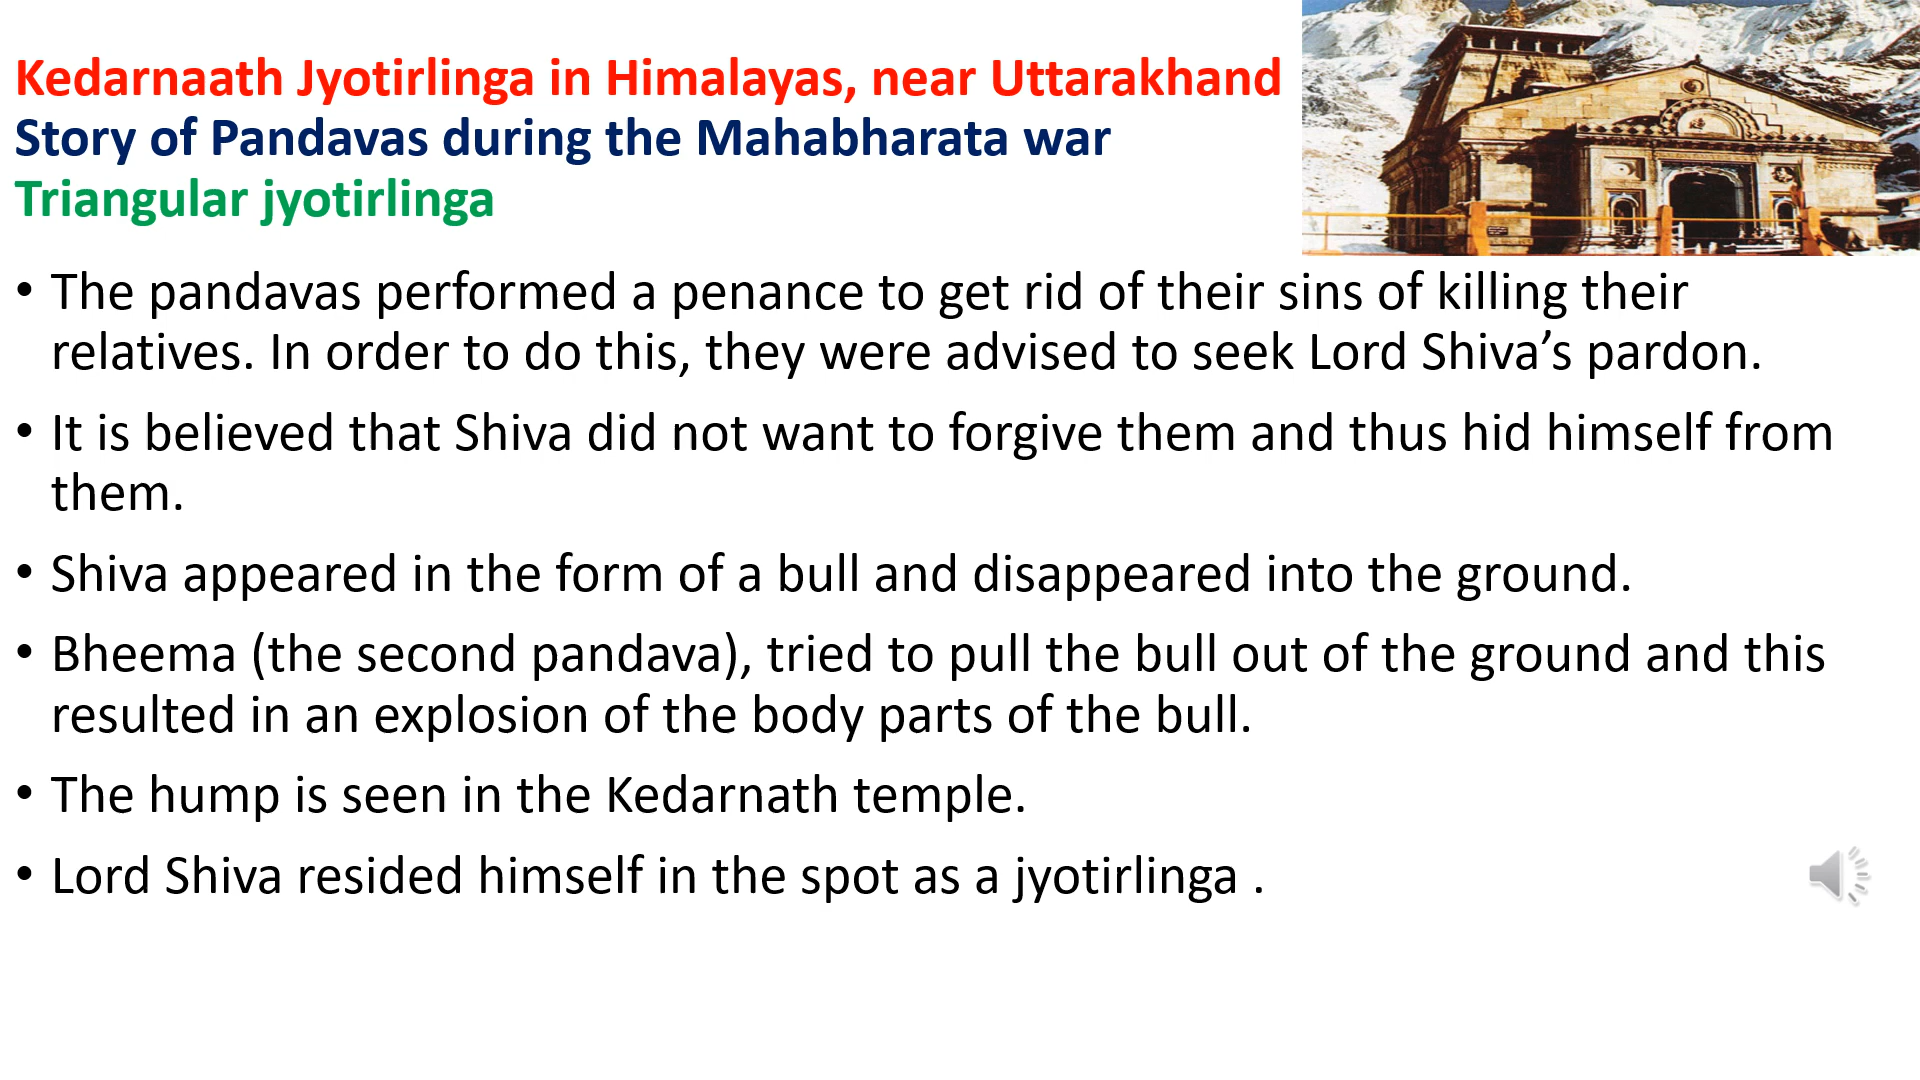 Kedarnaath Jyotirlinga in Himalayas, near Uttarakhand
Story of Pandavas during the Mahabharata war
Triangular jyotirlinga
• The pandavas performed a penance to get rid of their sins of killing their
relatives. In order to do this, they were advised to seek Lord Shiva’s pardon.
• It is believed that Shiva did not want to forgive them and thus hid himself from
them.
• Shiva appeared in the form of a bull and disappeared into the ground.
• Bheema (the second pandava), tried to pull the bull out of the ground and this
resulted in an explosion of the body parts of the bull.
• The hump is seen in the Kedarnath temple.
• Lord Shiva resided himself in the spot as a jyotirlinga .